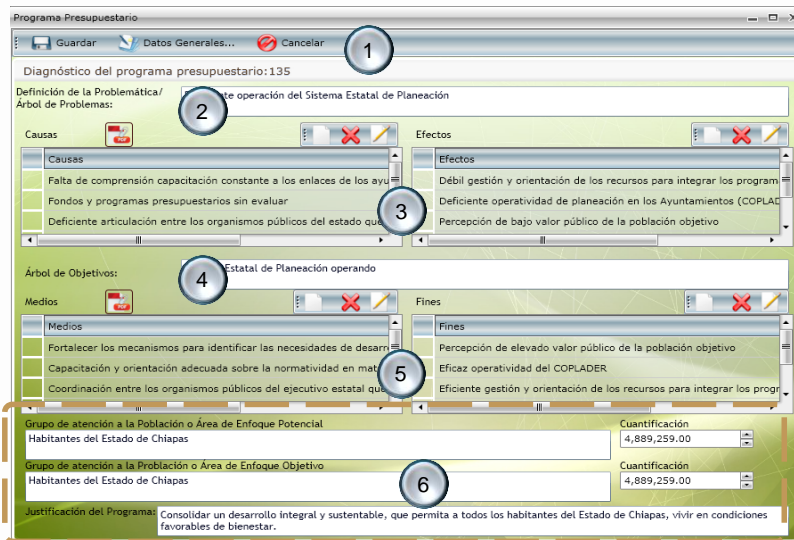 Programa Presupuestario
Guardar Datos Generales... Cancelar
1
Diagnóstico del programa presupuestario:135
Definición de la Problemática/
Árbol de Problemas:
2
te operación del Sistema Estatal de Planeación
Causas
Efectos
Causas
Efectos
Falta de comprensión capacitación constante a los enlaces de los ayu
Débil gestión y orientación de los recursos para integrar los program
Fondos y programas presupuestarios sin evaluar
Deficiente operatividad de planeación en los Ayuntamientos (COPLAD
3
Deficiente articulación entre los organismos públicos del estado que
Percepción de bajo valor público de la población objetivo
Árbol de Objetivos:
4
Estatal de Planeación operando
Medios
Fines
Medios
Fines
Fortalecer los mecanismos para identificar las necesidades de desarr
Percepción de elevado valor público de la población objetivo
Capacitación y orientación adecuada sobre la normatividad en mat
5
Eficaz operatividad del COPLADER
Coordinación entre los organismos públicos del ejecutivo estatal que
Eficiente gestión y orientación de los recursos para integrar los progr
Grupo de atención a la Población o Área de Enfoque Potencial
Cuantificación
Habitantes del Estado de Chiapas
4,889,259.00
Grupo de atención a la Problación o Área de Enfoque Objetivo
Cuantificación
Habitantes del Estado de Chiapas
4,889,259.00
6
Justificación del Programa:
Consolidar un desarrollo integral y sustentable, que permita a todos los habitantes del Estado de Chiapas, vivir en condiciones
favorables de bienestar.